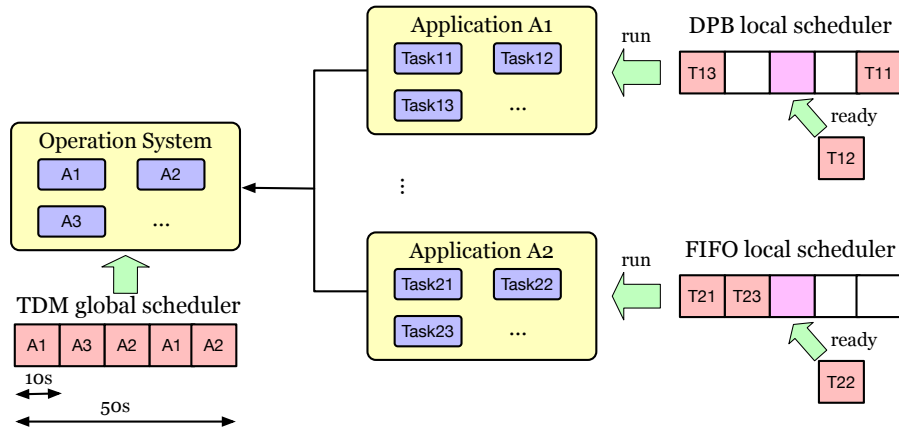 Application A1
Task11
Task12
Task13
...
run
DPB local scheduler
T13
T11
ready
T12
Operation System
A1
A2
A3
...
TDM global scheduler
A1
A3
A2
A1
A2
10s
50s
...
Application A2
Task21
Task22
Task23
...
run
FIFO local scheduler
T21
T23
ready
T22